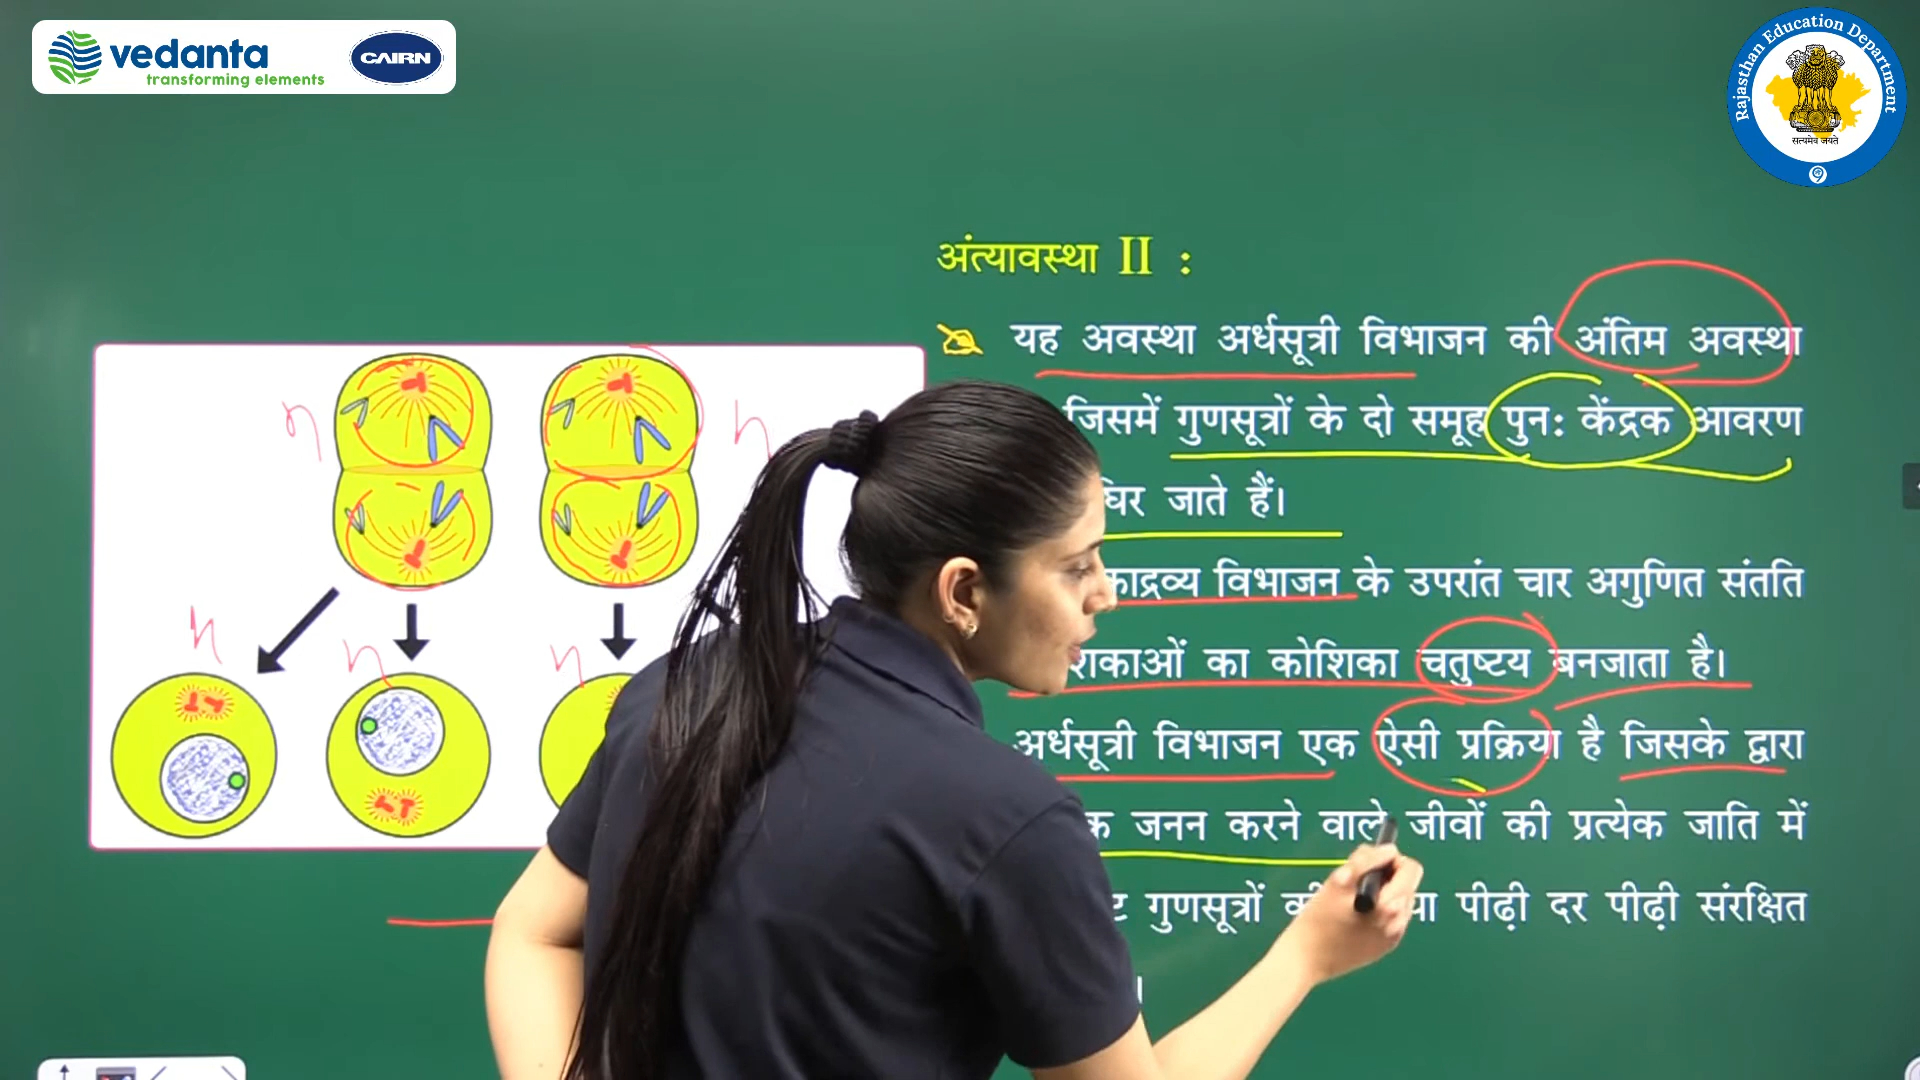 vedanta
transforming elements
CAIRN
Rajasthan Education Department
सत्यमेव जयते
अंत्यावस्था II :
यह अवस्था अर्धसूत्री विभाजन की अंतिम अवस्था
जिसमें गुणसूत्रों के दो समूह पुन: केंद्रक आवरण
घिर जाते हैं।
विभाजन के उपरांत चार अगुणित संतति
का कोशिका चतुष्टय बनजाता है।
अर्धसूत्री विभाजन एक ऐसी प्रक्रिया है जिसके द्वारा
जनन करने वाले जीवों की प्रत्येक जाति में
गुणसूत्रों पीढ़ी दर पीढ़ी संरक्षित
।
n n
n n n